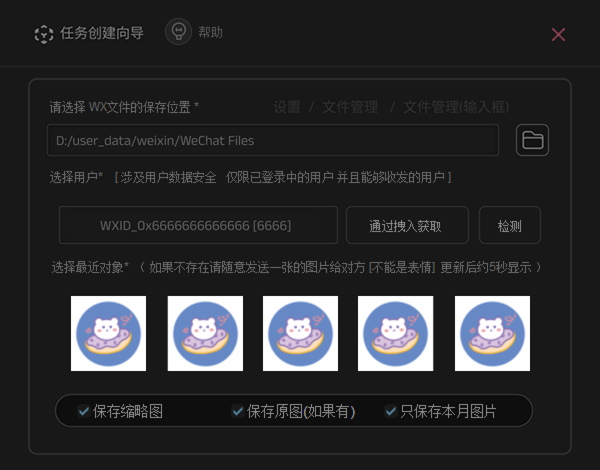 任务创建向导 帮助
请选择 WX文件的保存位置 * 设置 / 文件管理 / 文件管理(输入框)
D:/user_data/weixin/WeChat Files
选择用户* [ 涉及用户数据安全 仅限已登录中的用户 并且能够收发的用户 ]
WXID_0x6666666666666 [6666] 通过拽入获取 检测
选择最近对象* ( 如果不存在请随意发送一张的图片给对方 [不能是表情] 更新后约5秒显示 )
保存缩略图 保存原图(如果有) 只保存本月图片